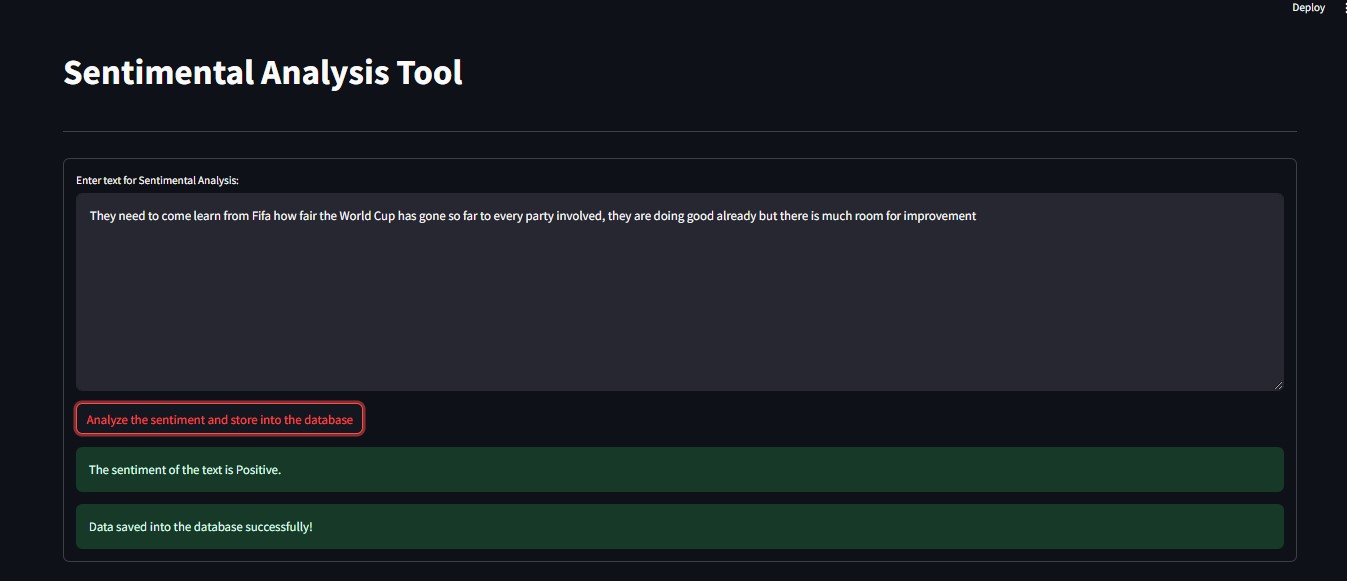 Deploy
Sentimental Analysis Tool
Enter text for Sentimental Analysis:
They need to come learn from Fifa how fair the World Cup has gone so far to every party involved, they are doing good already but there is much room for improvement
Analyze the sentiment and store into the database
The sentiment of the text is Positive.
Data saved into the database successfully!